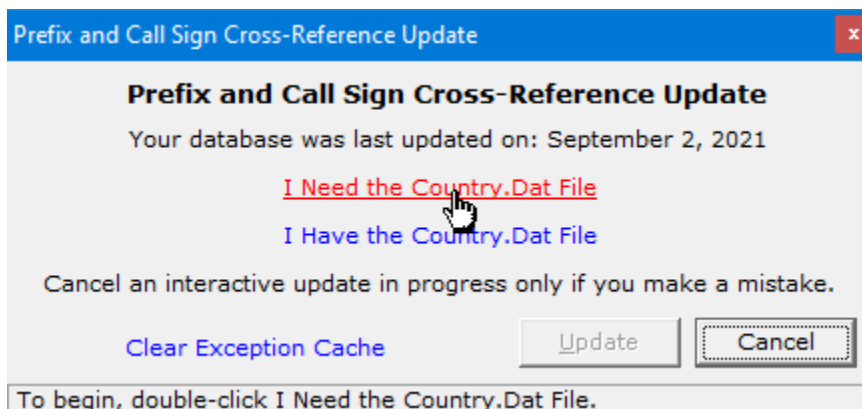 Prefix and Call Sign Cross-Reference Update
x
Prefix and Call Sign Cross-Reference Update
Your database was last updated on: September 2, 2021
I Need the Country.Dat File
I Have the Country.Dat File
Cancel an interactive update in progress only if you make a mistake.
Clear Exception Cache Update Cancel
To begin, double-click I Need the Country.Dat File.